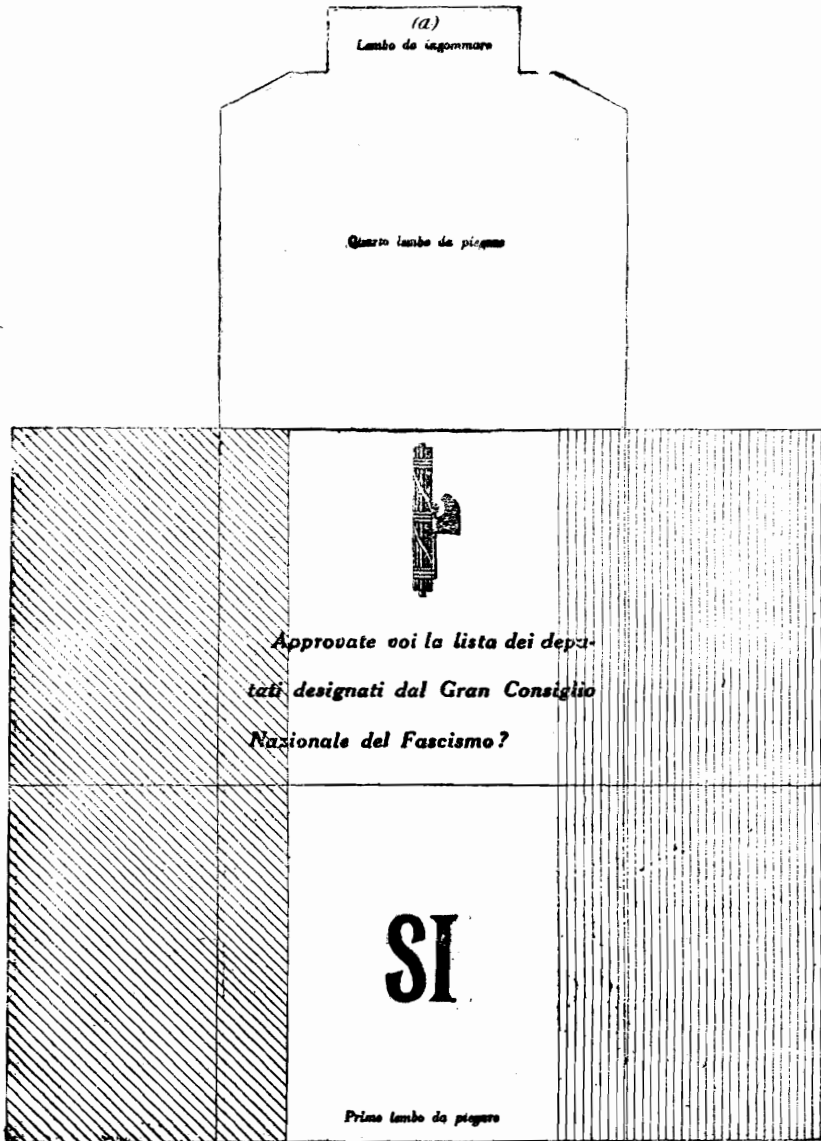 (a)
Lembo da ingommare
Quarto lembo da piegare
Approvate voi la lista dei depu-
tati designati dal Gran Consiglio
Nazionale del Fascismo?
SI
Primo lembo da piegare